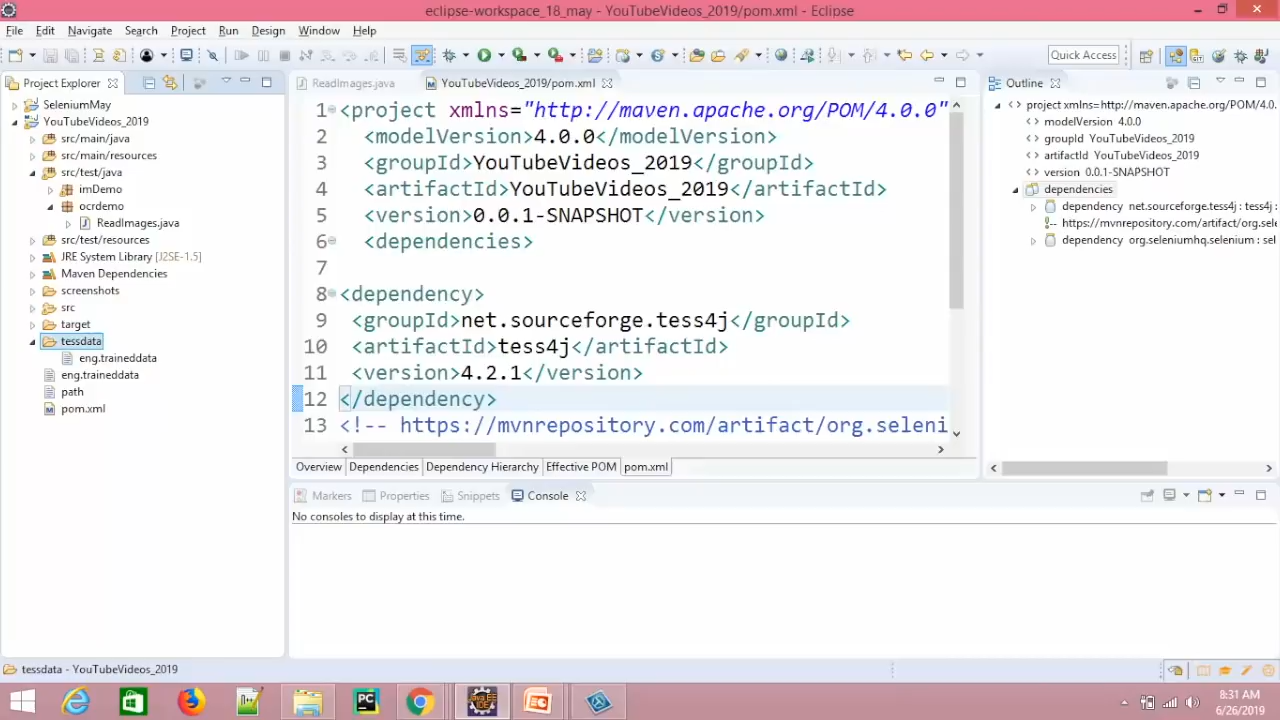 eclipse-workspace_18_may - YouTubeVideos_2019/pom.xml - Eclipse
File Edit Navigate Search Project Run Design Window Help
Quick Access
Project Explorer
SeleniumMay
YouTubeVideos_2019
src/main/java
src/main/resources
src/test/java
imDemo
ocrdemo
ReadImages.java
src/test/resources
JRE System Library [J2SE-1.5]
Maven Dependencies
screenshots
src
target
tessdata
eng.traineddata
eng.traineddata
path
pom.xml
ReadImages.java YouTubeVideos_2019/pom.xml
1 <project xmlns="http://maven.apache.org/POM/4.0.0"
2 <modelVersion>4.0.0</modelVersion>
3 <groupId>YouTubeVideos_2019</groupId>
4 <artifactId>YouTubeVideos_2019</artifactId>
5 <version>0.0.1-SNAPSHOT</version>
6 <dependencies>
7
8 <dependency>
9 <groupId>net.sourceforge.tess4j</groupId>
10 <artifactId>tess4j</artifactId>
11 <version>4.2.1</version>
12 </dependency>
13 <!-- https://mvnrepository.com/artifact/org.seleni
Overview Dependencies Dependency Hierarchy Effective POM pom.xml
Outline
project xmlns=http://maven.apache.org/POM/4.0.
modelVersion 4.0.0
groupId YouTubeVideos_2019
artifactId YouTubeVideos_2019
version 0.0.1-SNAPSHOT
dependencies
dependency net.sourceforge.tess4j : tess4j
https://mvnrepository.com/artifact/org.sele
dependency org.seleniumhq.selenium : sel
Markers Properties Snippets Console
No consoles to display at this time.
tessdata - YouTubeVideos_2019
PC
Java EE
IDE
8:31 AM
6/26/2019